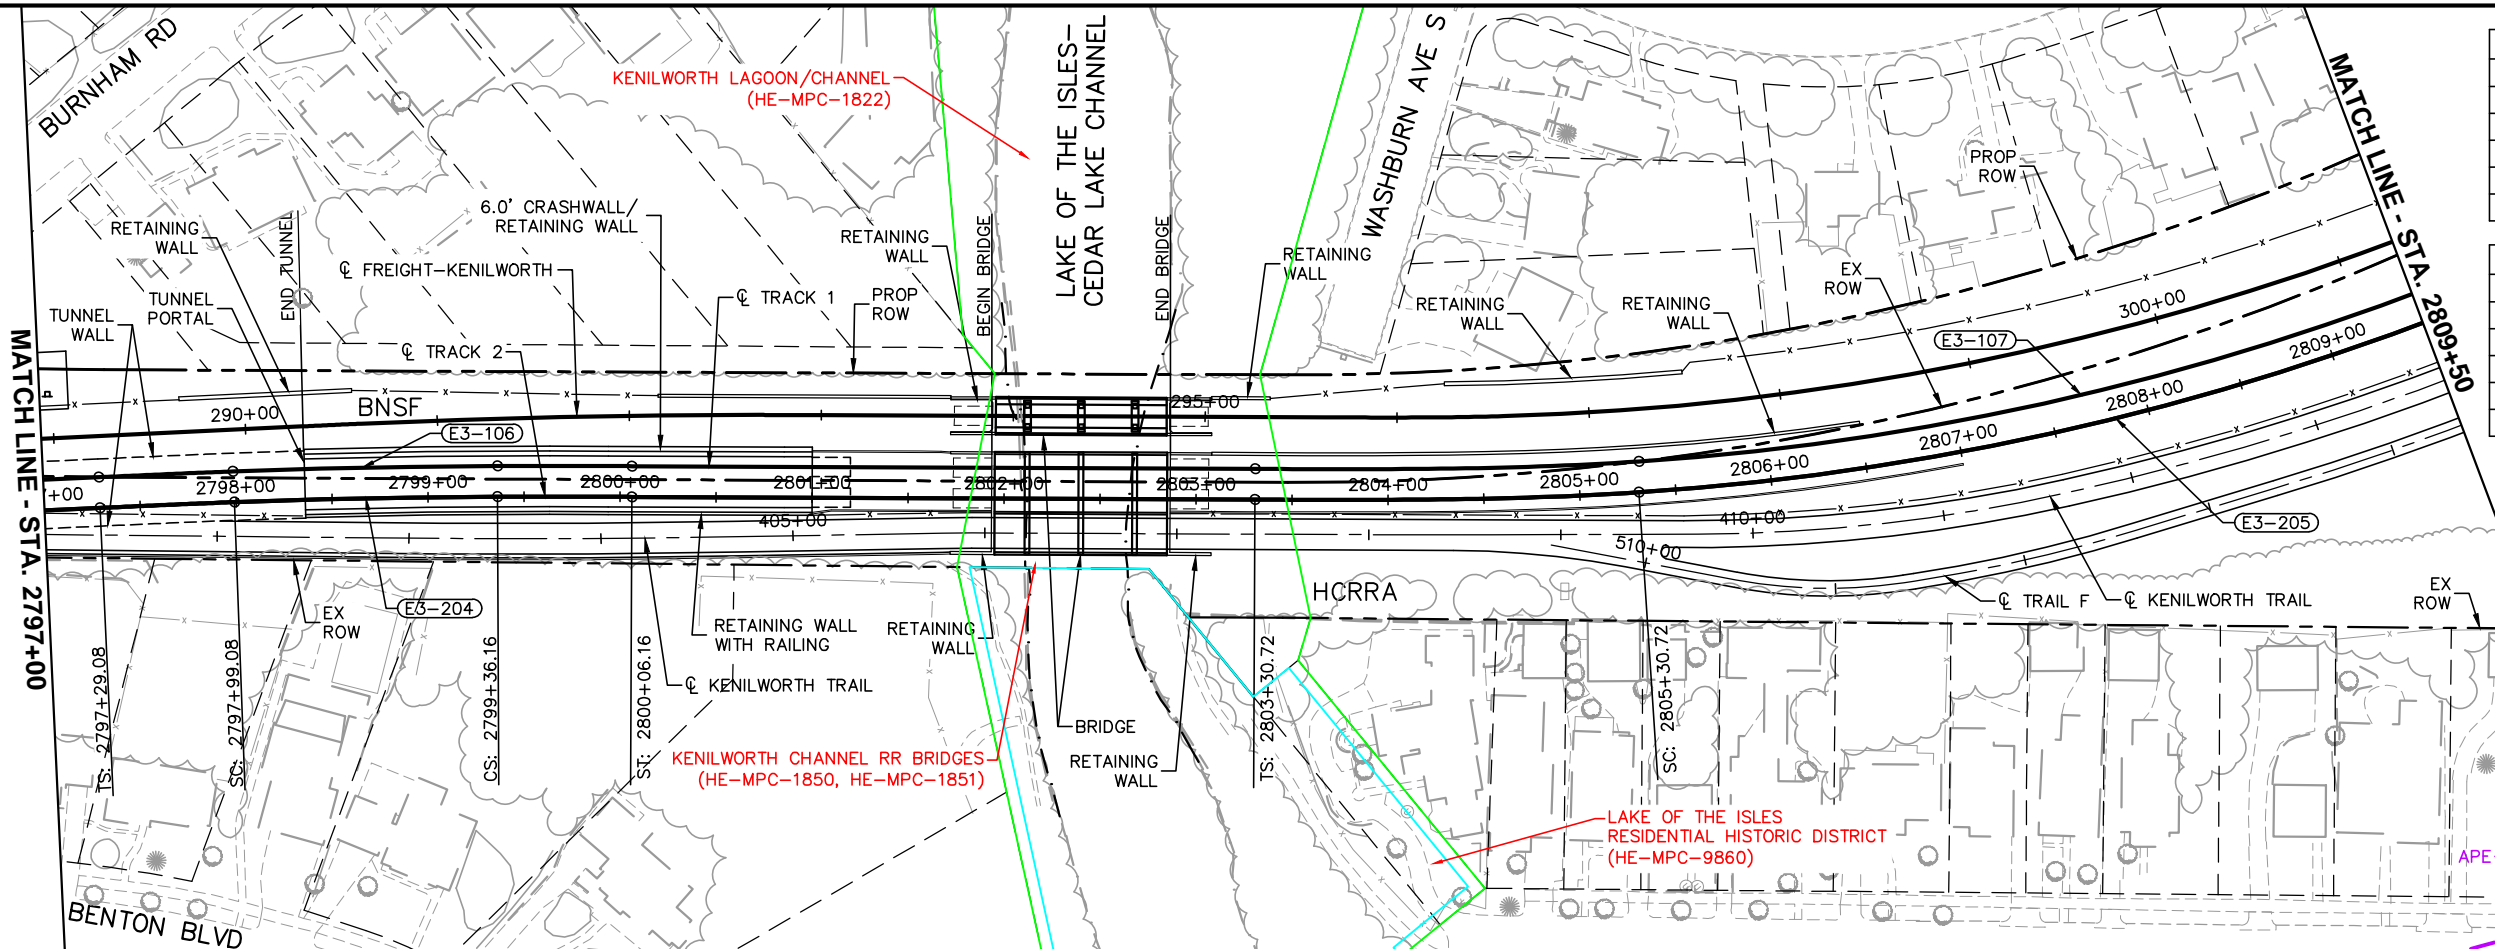 BURNHAM RD
KENILWORTH LAGOON/CHANNEL
(HE-MPC-1822)
LAKE OF THE ISLES-
CEDAR LAKE CHANNEL
WASHBURN AVE S
MATCH LINE - STA. 2809+50
PROP
ROW
RETAINING
WALL
6.0' CRASHWALL/
RETAINING WALL
END TUNNEL
RETAINING
WALL
BEGIN BRIDGE
END BRIDGE
RETAINING
WALL
℄ FREIGHT-KENILWORTH
℄ TRACK 1
PROP
ROW
EX
ROW
TUNNEL
WALL
TUNNEL
PORTAL
RETAINING
WALL
RETAINING
WALL
300+00
E3-107
2809+00
℄ TRACK 2
MATCH LINE - STA. 2797+00
290+00
BNSF
295+00
2808+00
E3-106
2807+00
+00
2798+00
2799+00
2800+00
2801+00
2802+00
2803+00
2804+00
2805+00
2806+00
405+00
410+00
E3-205
510+00
HCRRA
EX
ROW
E3-204
RETAINING WALL
WITH RAILING
RETAINING
WALL
℄ TRAIL F
℄ KENILWORTH TRAIL
EX
ROW
TS: 2797+29.08
SC: 2797+99.08
CS: 2799+36.16
ST: 2800+06.16
TS: 2803+30.72
SC: 2805+30.72
℄ KENILWORTH TRAIL
BRIDGE
KENILWORTH CHANNEL RR BRIDGES
(HE-MPC-1850, HE-MPC-1851)
RETAINING
WALL
LAKE OF THE ISLES
RESIDENTIAL HISTORIC DISTRICT
(HE-MPC-9860)
APE-
BENTON BLVD